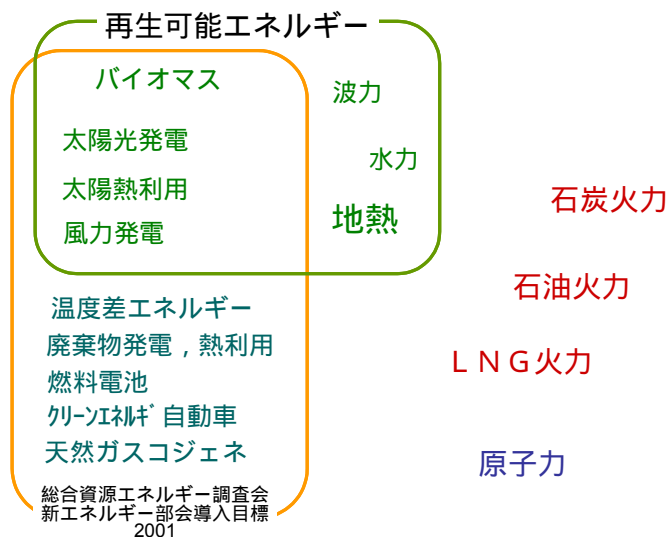 再生可能エネルギー
バイオマス
波力
太陽光発電
水力
太陽熱利用
地熱
風力発電
石炭火力
石油火力
温度差エネルギー
廃棄物発電，熱利用
燃料電池
ＬＮＧ火力
ｸﾘｰﾝｴﾈﾙｷﾞ自動車
天然ガスコジェネ
原子力
総合資源エネルギー調査会
新エネルギー部会導入目標
2001